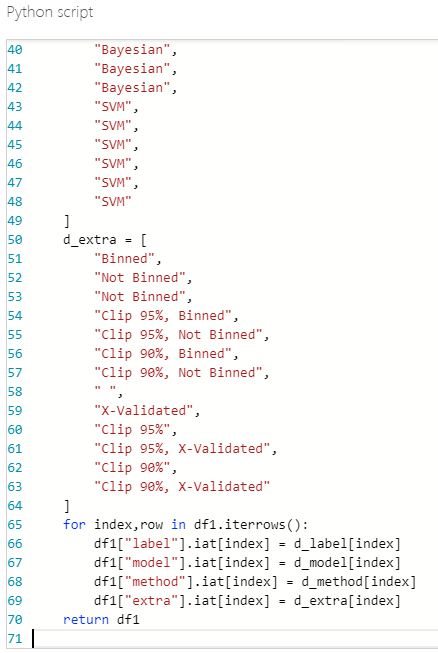 Python script
40         "Bayesian",
41         "Bayesian",
42         "Bayesian",
43         "SVM",
44         "SVM",
45         "SVM",
46         "SVM",
47         "SVM",
48         "SVM"
49     ]
50     d_extra = [
51         "Binned",
52         "Not Binned",
53         "Not Binned",
54         "Clip 95%, Binned",
55         "Clip 95%, Not Binned",
56         "Clip 90%, Binned",
57         "Clip 90%, Not Binned",
58         " ",
59         "X-Validated",
60         "Clip 95%",
61         "Clip 95%, X-Validated",
62         "Clip 90%",
63         "Clip 90%, X-Validated"
64     ]
65     for index,row in df1.iterrows():
66         df1["label"].iat[index] = d_label[index]
67         df1["model"].iat[index] = d_model[index]
68         df1["method"].iat[index] = d_method[index]
69         df1["extra"].iat[index] = d_extra[index]
70     return df1
71